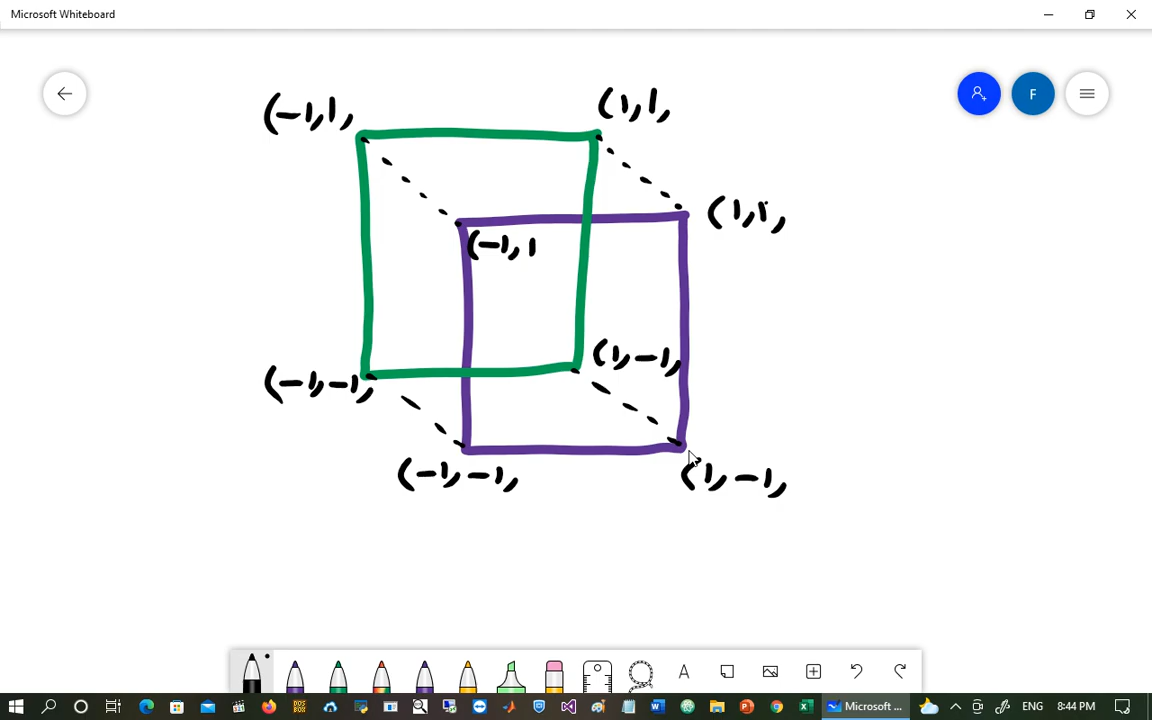 Microsoft Whiteboard
F
(-1,1,
(1,1,
(1,1,
(-1,1
(1,-1,
(-1,-1,
(-1,-1,
(1,-1,
A
ENG
8:44 PM
Microsoft ...